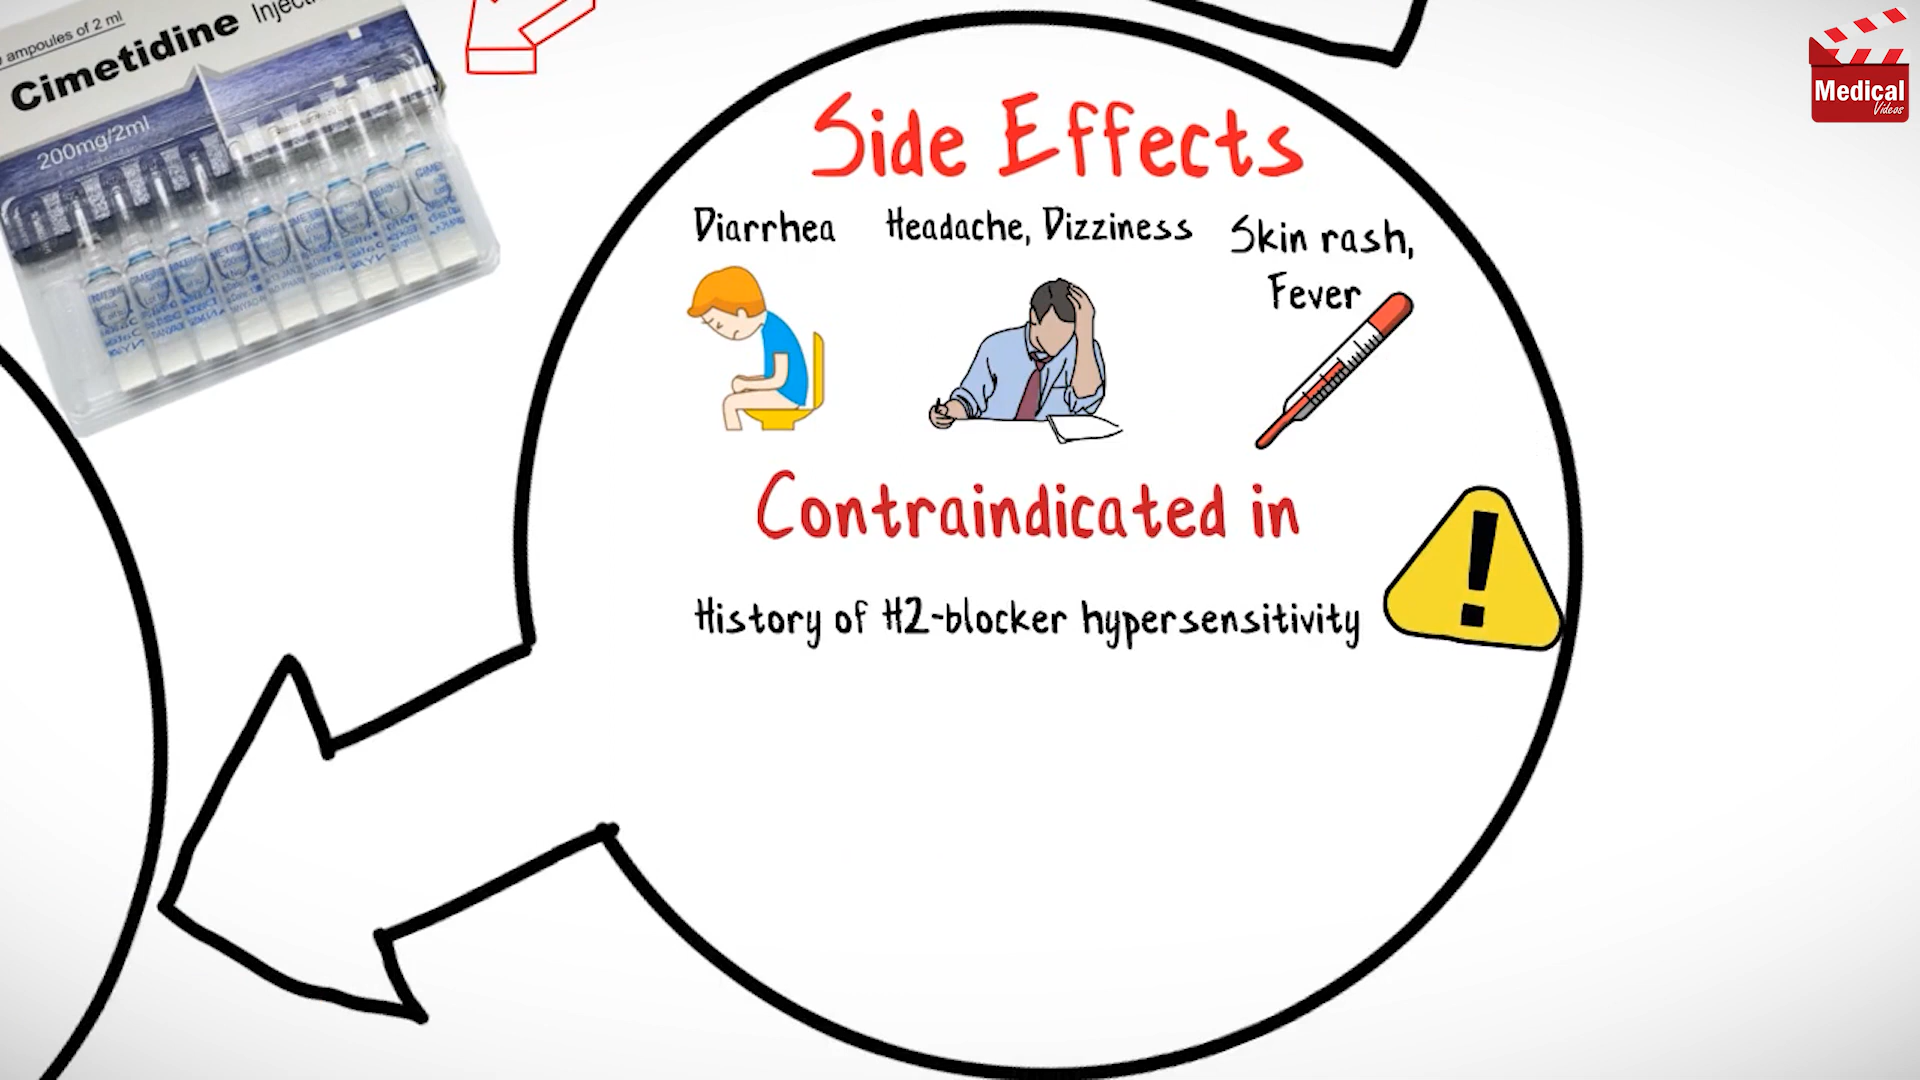 ampoules of 2 ml
Cimetidine
200mg/2ml
Medical
Videos
Side Effects
Diarrhea
Headache, Dizziness
Skin rash,
Fever
Contraindicated in
History of H2-blocker hypersensitivity